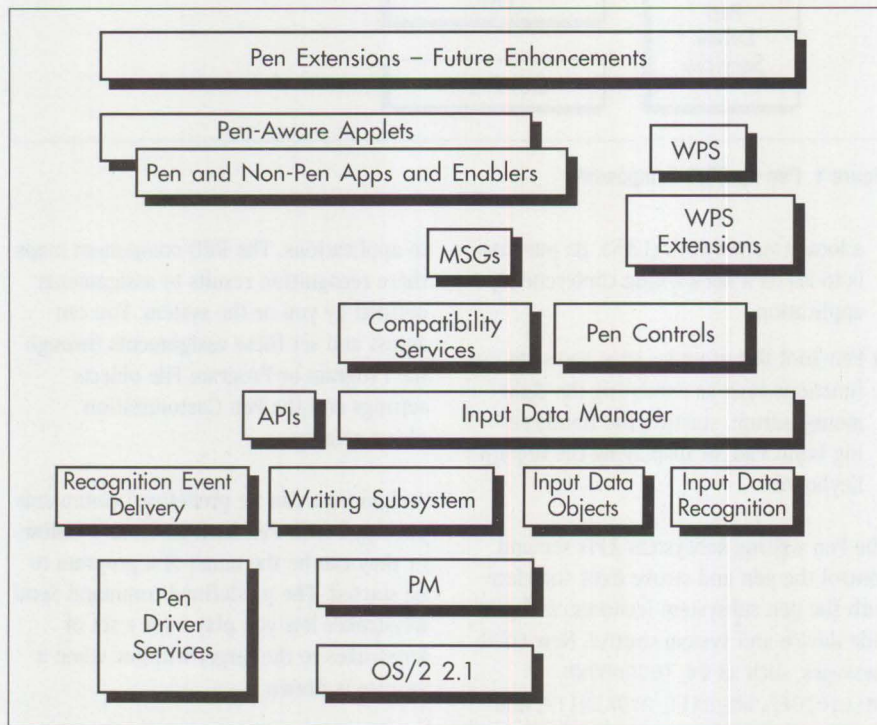 Pen Extensions – Future Enhancements
Pen-Aware Applets
WPS
Pen and Non-Pen Apps and Enablers
WPS
Extensions
MSGs
Compatibility
Services
Pen Controls
APIs
Input Data Manager
Recognition Event
Delivery
Writing Subsystem
Input Data
Objects
Input Data
Recognition
Pen
Driver
Services
PM
OS/2 2.1